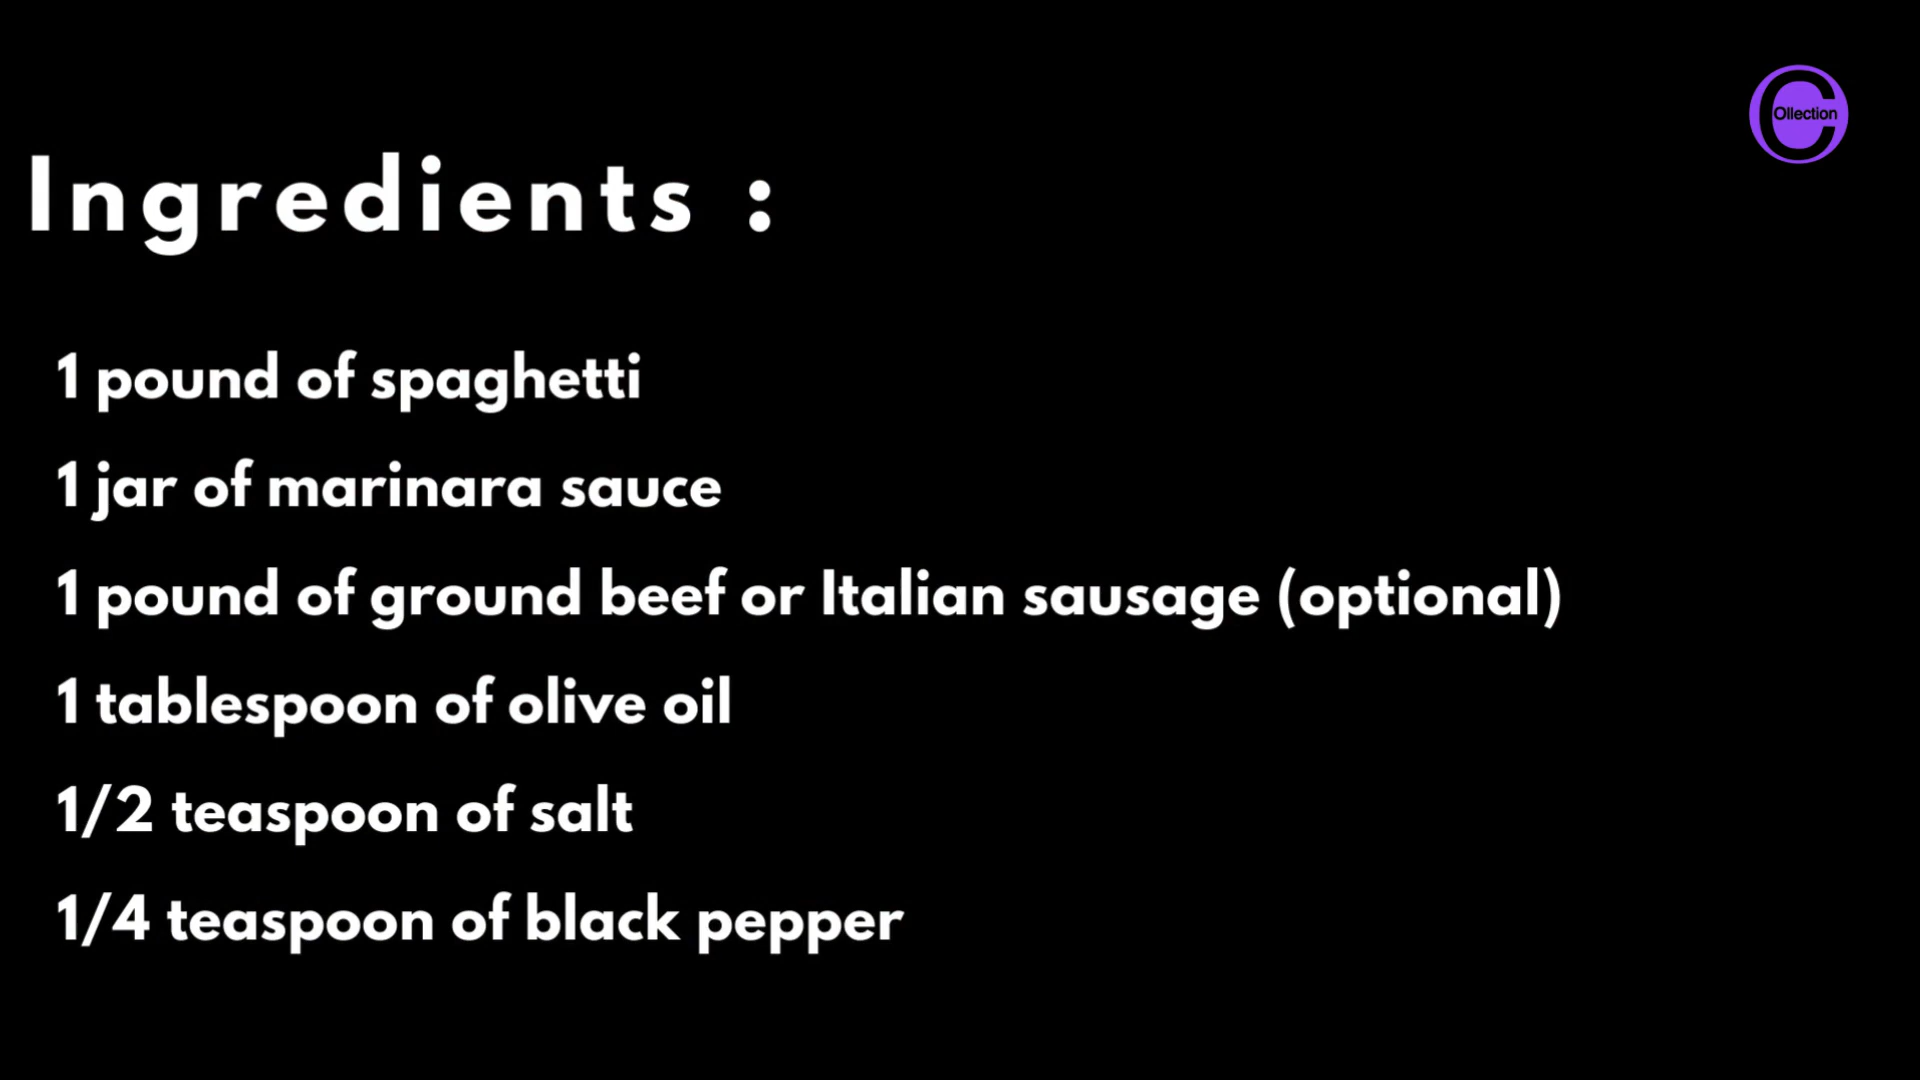 C
Ollection
Ingredients :
1 pound of spaghetti
1 jar of marinara sauce
1 pound of ground beef or Italian sausage (optional)
1 tablespoon of olive oil
1/2 teaspoon of salt
1/4 teaspoon of black pepper